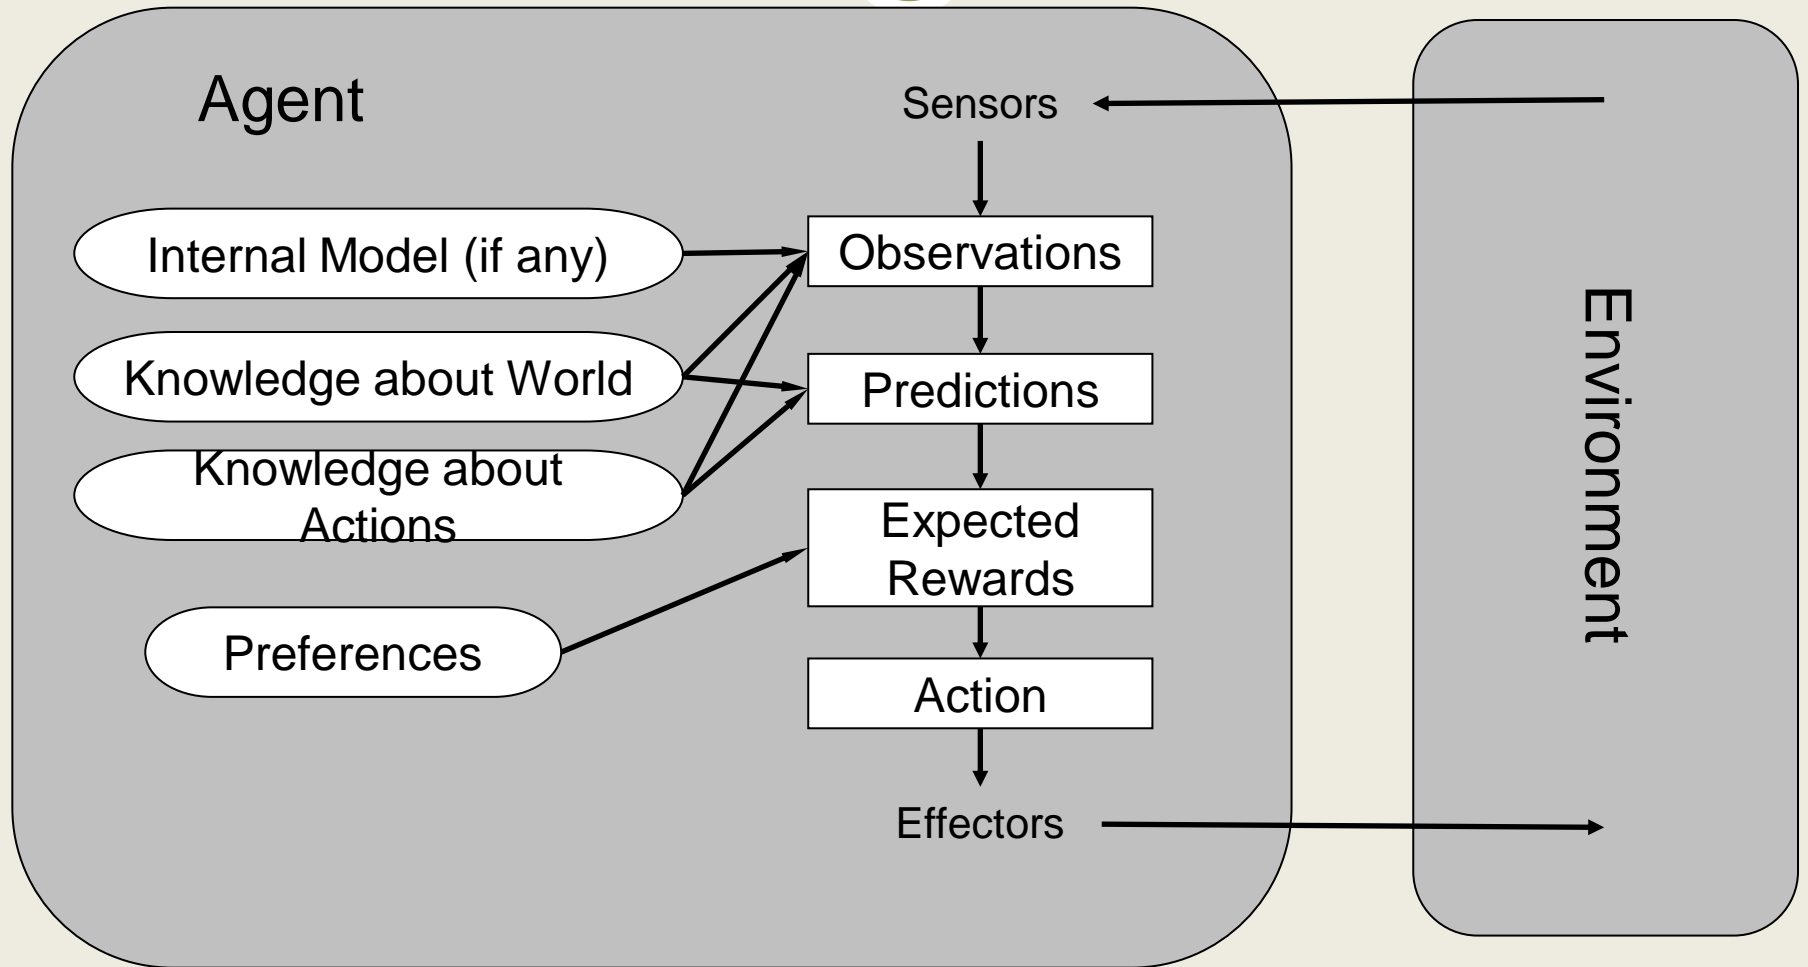 Agent
Sensors
Internal Model (if any)
Observations
Knowledge about World
Predictions
Knowledge about
Actions
Expected
Rewards
Preferences
Action
Effectors
Environment